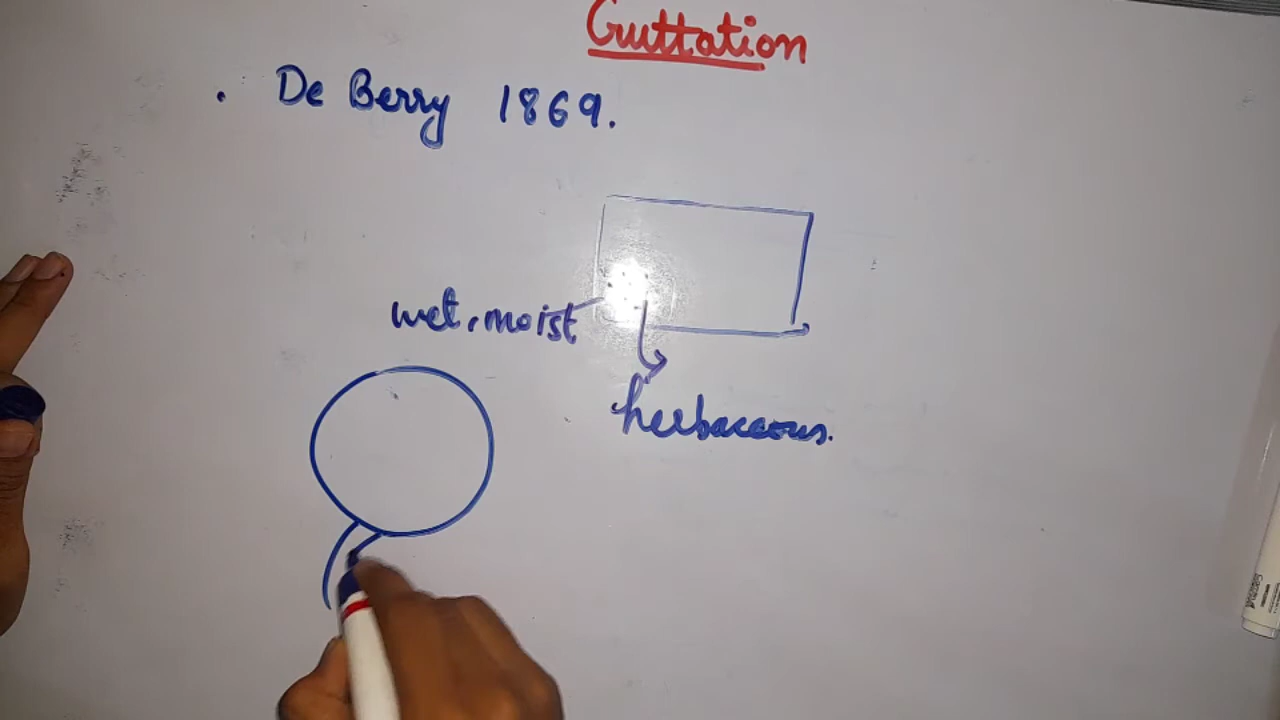 Guttation
. De Berry 1869.
wet, moist
herbaceous.